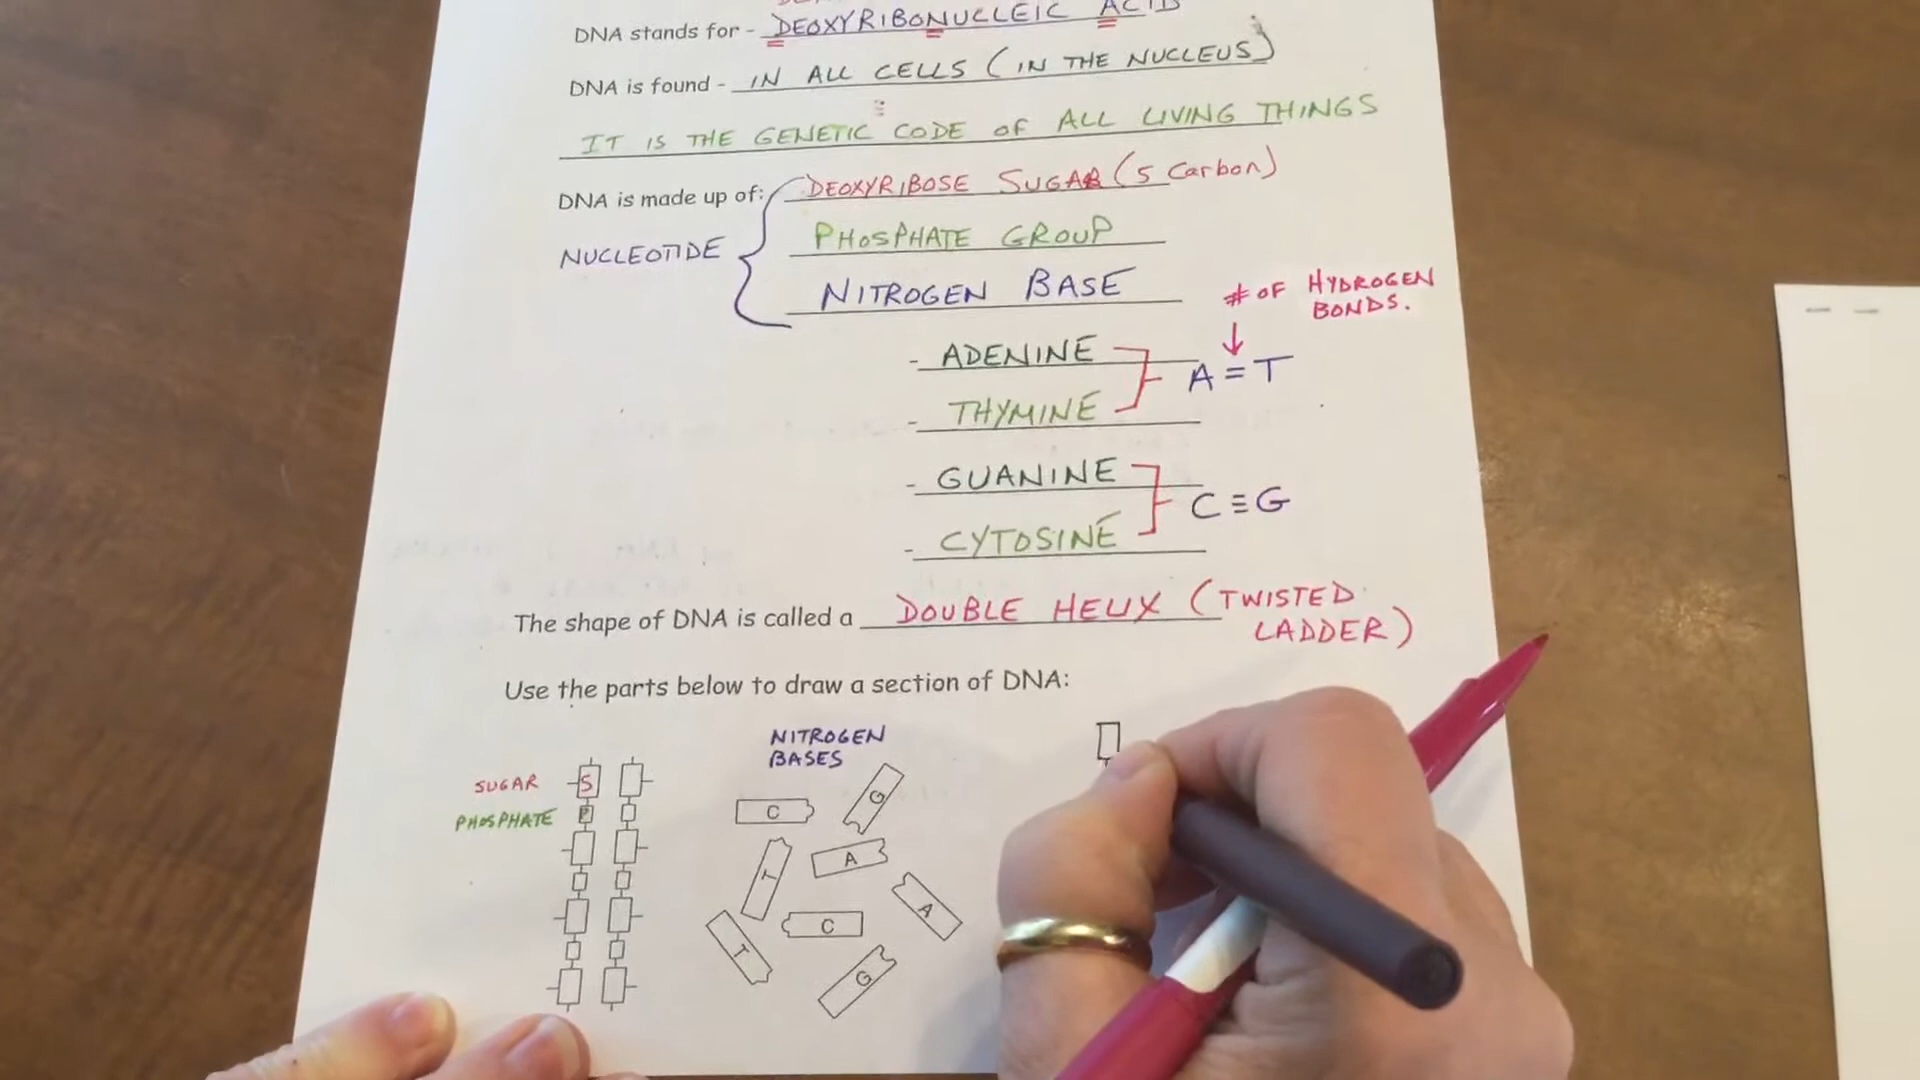 DNA stands for - DEOXYRIBONUCLEIC ACID
DNA is found - IN ALL CELLS (IN THE NUCLEUS)
IT IS THE GENETIC CODE OF ALL LIVING THINGS
DNA is made up of: DEOXYRIBOSE SUGAR (5 Carbon)
PHOSPHATE GROUP
NUCLEOTIDE
NITROGEN BASE
# OF HYDROGEN
BONDS.
- ADENINE
A = T
- THYMINE
- GUANINE
C ≡ G
- CYTOSINE
The shape of DNA is called a DOUBLE HELIX (TWISTED
LADDER)
Use the parts below to draw a section of DNA:
NITROGEN
BASES
SUGAR S
PHOSPHATE P
C
G
T
A
A
T
C
G